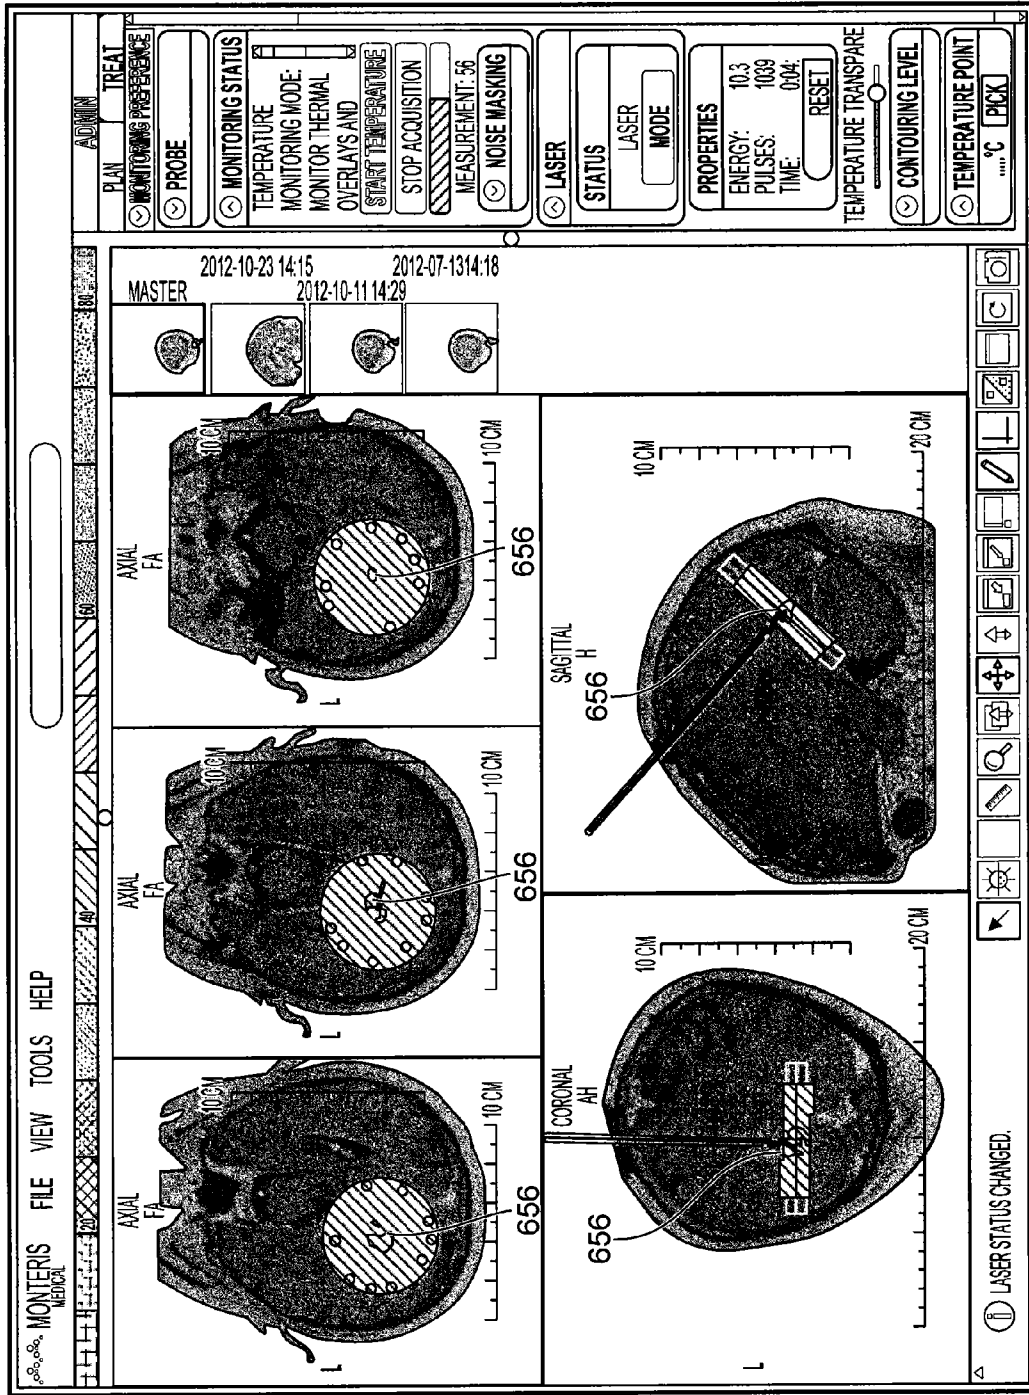 MONTERIS
MEDICAL
FILE VIEW TOOLS HELP
20
40
60
80
ADMIN
PLAN
TREAT
MONITORING PREFERENCE
PROBE
MONITORING STATUS
TEMPERATURE
MONITORING MODE:
MONITOR THERMAL
OVERLAYS AND
START TEMPERATURE
STOP ACQUISITION
MEASUREMENT: 56
NOISE MASKING
LASER
STATUS
LASER
MODE
PROPERTIES
ENERGY: 10.3
PULSES: 1039
TIME: 0:04:
RESET
TEMPERATURE TRANSPARE
CONTOURING LEVEL
TEMPERATURE POINT
°C PICK
AXIAL
FA
10 CM
10 CM
L
656
AXIAL
FA
10 CM
10 CM
L
656
AXIAL
FA
10 CM
10 CM
L
656
MASTER
2012-10-23 14:15
2012-10-11 14:29
2012-07-1314:18
CORONAL
AH
10 CM
20 CM
L
656
SAGITTAL
H
10 CM
20 CM
656
LASER STATUS CHANGED.